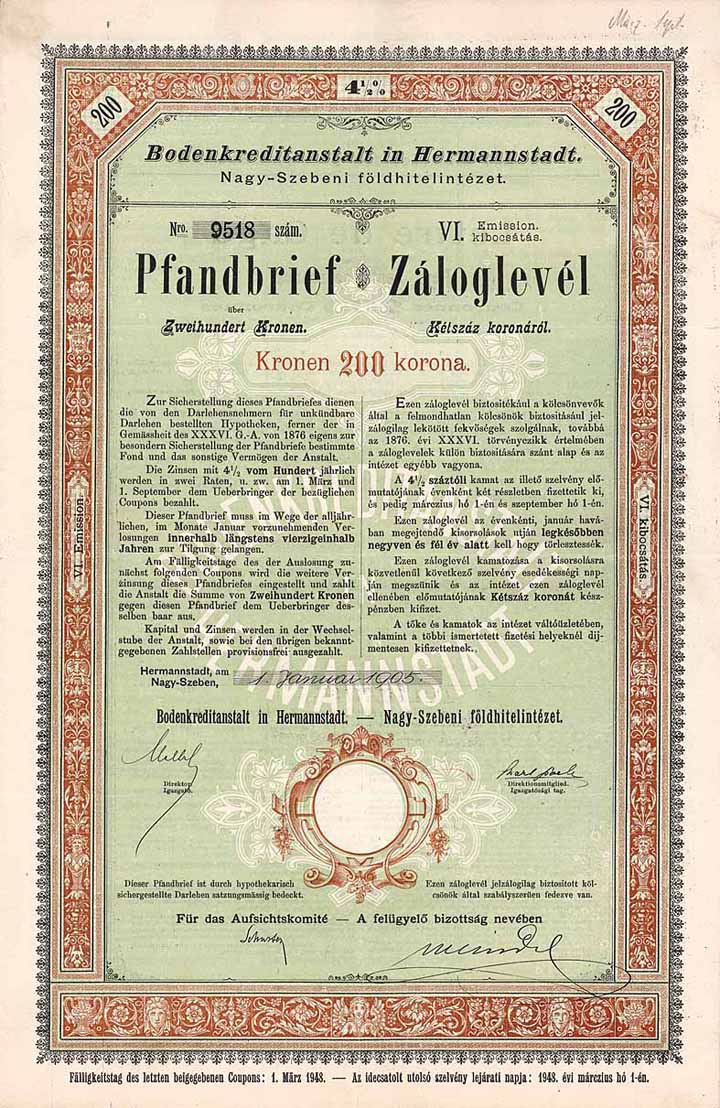 März Sept.
4½%
200
200
Bodenkreditanstalt in Hermannstadt.
Nagy-Szebeni földhitelintézet.
Nro. 9518 szám.
VI. Emission. kibocsátás.
Pfandbrief Záloglevél
über
Zweihundert Kronen. Kétszáz koronáról.
Kronen 200 korona.
Zur Sicherstellung dieses Pfandbriefes dienen
die von den Darlehensnehmern für unkündbare
Darlehen bestellten Hypotheken, ferner der in
Gemässheit des XXXVI. G.-A. von 1876 eigens zur
besondern Sicherstellung der Pfandbriefe bestimmte
Fond und das sonstige Vermögen der Anstalt.
Die Zinsen mit 4½ vom Hundert jährlich
werden in zwei Raten, u. zw. am 1. März und
1. September dem Ueberbringer der bezüglichen
Coupons bezahlt.
Dieser Pfandbrief muss im Wege der alljähr-
lichen, im Monate Januar vorzunehmenden Ver-
losungen innerhalb längstens vierzigeinhalb
Jahren zur Tilgung gelangen.
Am Fälligkeitstage des der Auslosung zu-
nächst folgenden Coupons wird die weitere Ver-
zinsung dieses Pfandbriefes eingestellt und zahlt
die Anstalt die Summe von Zweihundert Kronen
gegen diesen Pfandbrief dem Ueberbringer des-
selben baar aus.
Kapital und Zinsen werden in der Wechsel-
stube der Anstalt, sowie bei den übrigen bekannt-
gegebenen Zahlstellen provisionsfrei ausgezahlt.
Ezen záloglevél biztositékául a kölcsönvevők
által a felmondhatlan kölcsönök biztositásául jel-
zálogilag lekötött fekvőségek szolgálnak, továbbá
az 1876. évi XXXVI. törvényczikk értelmében
a záloglevelek külön biztositására szánt alap és az
intézet egyébb vagyona.
A 4½ száztóli kamat az illető szelvény elő-
mutatójának évenként két részletben fizettetik ki,
és pedig márczius hó 1-én és szeptember hó 1-én.
Ezen záloglevél az évenkénti, január havá-
ban megejtendő kisorsolások utján legkésőbben
negyven és fél év alatt kell hogy törlesztessék.
Ezen záloglevél kamatozása a kisorsolásra
közvetlenül következő szelvény esedékességi nap-
ján megszűnik és az intézet ezen záloglevél
ellenében előmutatójának Kétszáz koronát kész-
pénzben kifizet.
A tőke és kamatok az intézet váltóüzletében,
valamint a többi ismertetett fizetési helyeknél dij-
mentesen kifizettetnek.
VI. Emission
VI. kibocsátás.
HERMANNSTADT
Hermannstadt, am
Nagy-Szeben, 1. Januar 1905.
Bodenkreditanstalt in Hermannstadt. — Nagy-Szebeni földhitelintézet.
Direktor
Igazgató.
Direktionsmitglied.
Igazgatósági tag.
Dieser Pfandbrief ist durch hypothekarisch
sichergestellte Darlehen satzungsmässig bedeckt.
Ezen záloglevél jelzálogilag biztositott köl-
csönök által szabályszerüen fedezve van.
Für das Aufsichtskomité — A felügyelő bizottság nevében
Schuster
Fälligkeitstag des letzten beigegebenen Coupons: 1. März 1948. — Az idecsatolt utolsó szelvény lejárati napja: 1948. évi márczius hó 1-én.